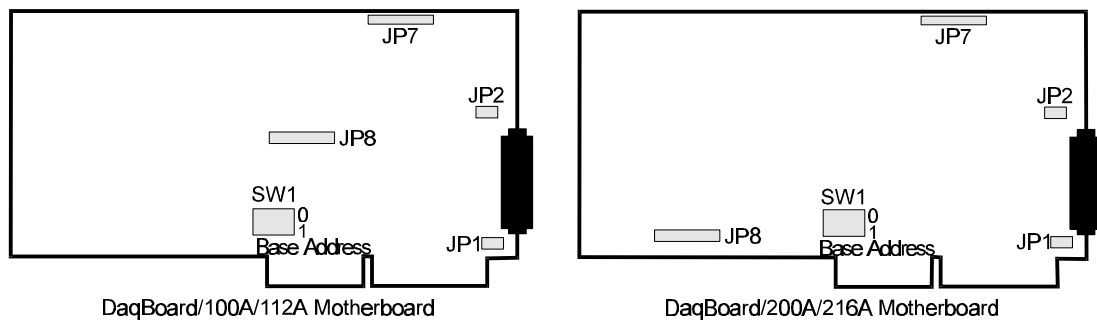 JP7
JP2
JP8
SW1
0
1
Base Address
JP1
DaqBoard/100A/112A Motherboard
JP7
JP2
SW1
0
1
JP8
Base Address
JP1
DaqBoard/200A/216A Motherboard